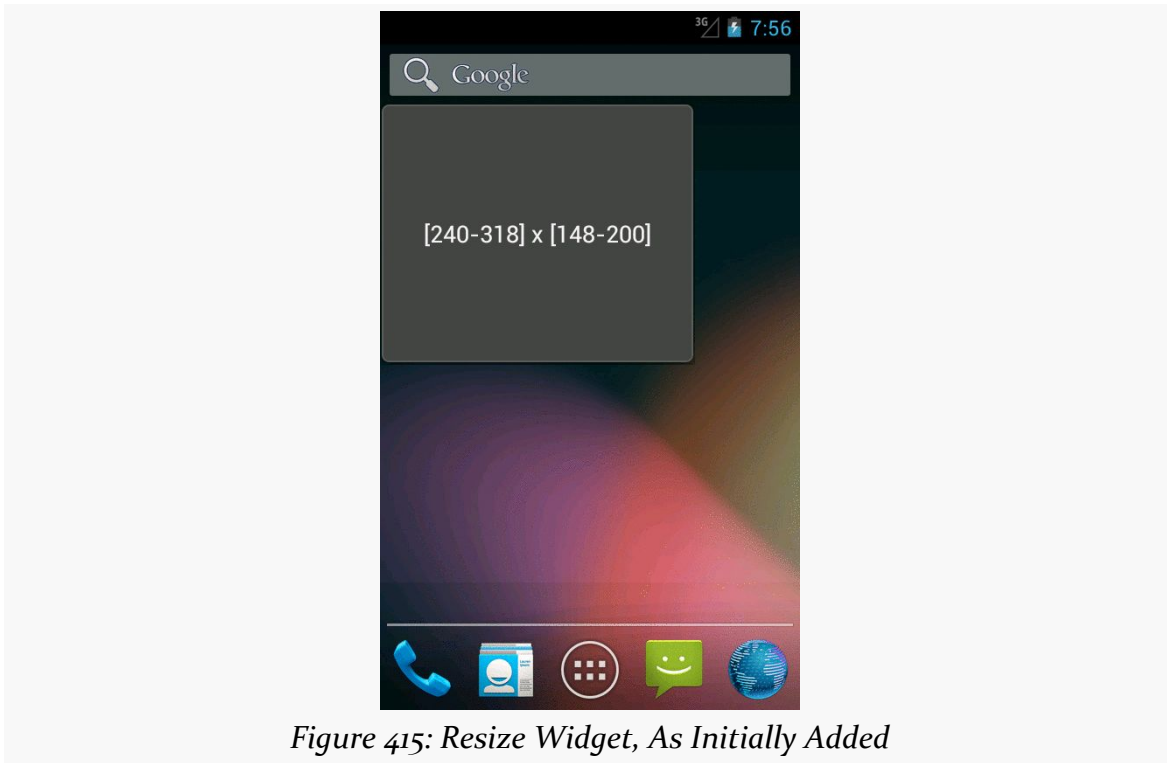 3G 7:56
Google
[240-318] x [148-200]
Figure 415: Resize Widget, As Initially Added